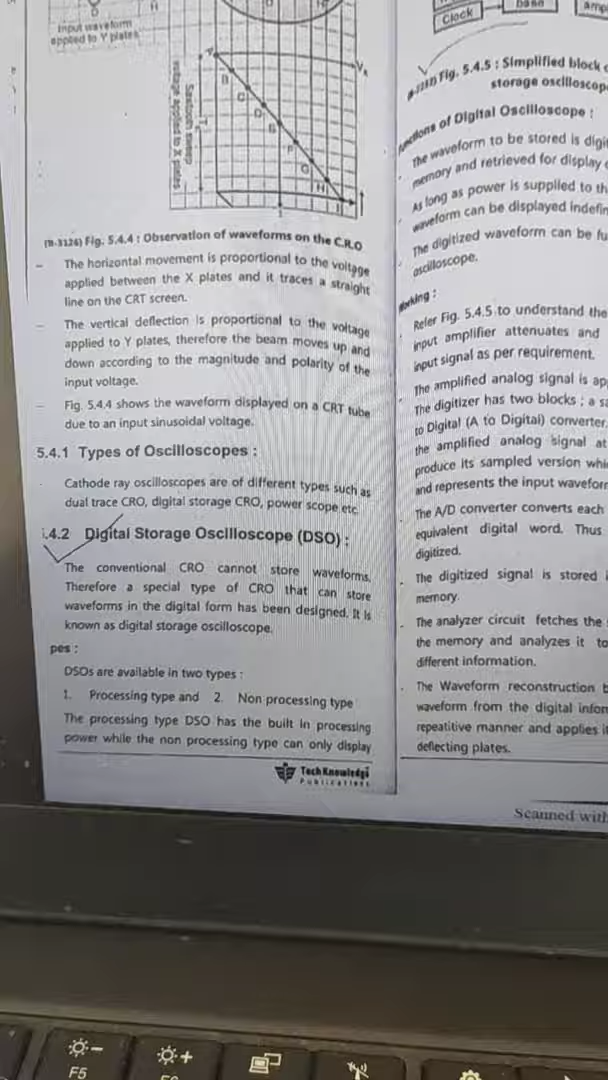 Input waveform
applied to Y plates
Sawtooth sweep
voltage applied to X plates
B
C
D
E
F
G
H
I
(B-3126) Fig. 5.4.4 : Observation of waveforms on the C.R.O
– The horizontal movement is proportional to the voltage
applied between the X plates and it traces a straight
line on the CRT screen.
– The vertical deflection is proportional to the voltage
applied to Y plates, therefore the beam moves up and
down according to the magnitude and polarity of the
input voltage.
– Fig. 5.4.4 shows the waveform displayed on a CRT tube
due to an input sinusoidal voltage.
5.4.1 Types of Oscilloscopes :
Cathode ray oscilloscopes are of different types such as
dual trace CRO, digital storage CRO, power scope etc.
.4.2 Digital Storage Oscilloscope (DSO) :
The conventional CRO cannot store waveforms.
Therefore a special type of CRO that can store
waveforms in the digital form has been designed. It is
known as digital storage oscilloscope.
pes :
DSOs are available in two types :
1. Processing type and 2. Non processing type
The processing type DSO has the built in processing
power while the non processing type can only display
TechKnowledge
Publications
Clock
base
amp
Fig. 5.4.5 : Simplified block
storage oscilloscop
nctions of Digital Oscilloscope :
The waveform to be stored is digi
memory and retrieved for display
As long as power is supplied to th
waveform can be displayed indefin
The digitized waveform can be fu
oscilloscope.
Working :
Refer Fig. 5.4.5 to understand the
input amplifier attenuates and
input signal as per requirement.
The amplified analog signal is ap
The digitizer has two blocks ; a sa
to Digital (A to Digital) converter.
the amplified analog signal at
produce its sampled version whi
and represents the input waveform
The A/D converter converts each
equivalent digital word. Thus
digitized.
The digitized signal is stored i
memory.
The analyzer circuit fetches the
the memory and analyzes it to
different information.
The Waveform reconstruction b
waveform from the digital infor
repeatitive manner and applies it
deflecting plates.
Scanned with
F5